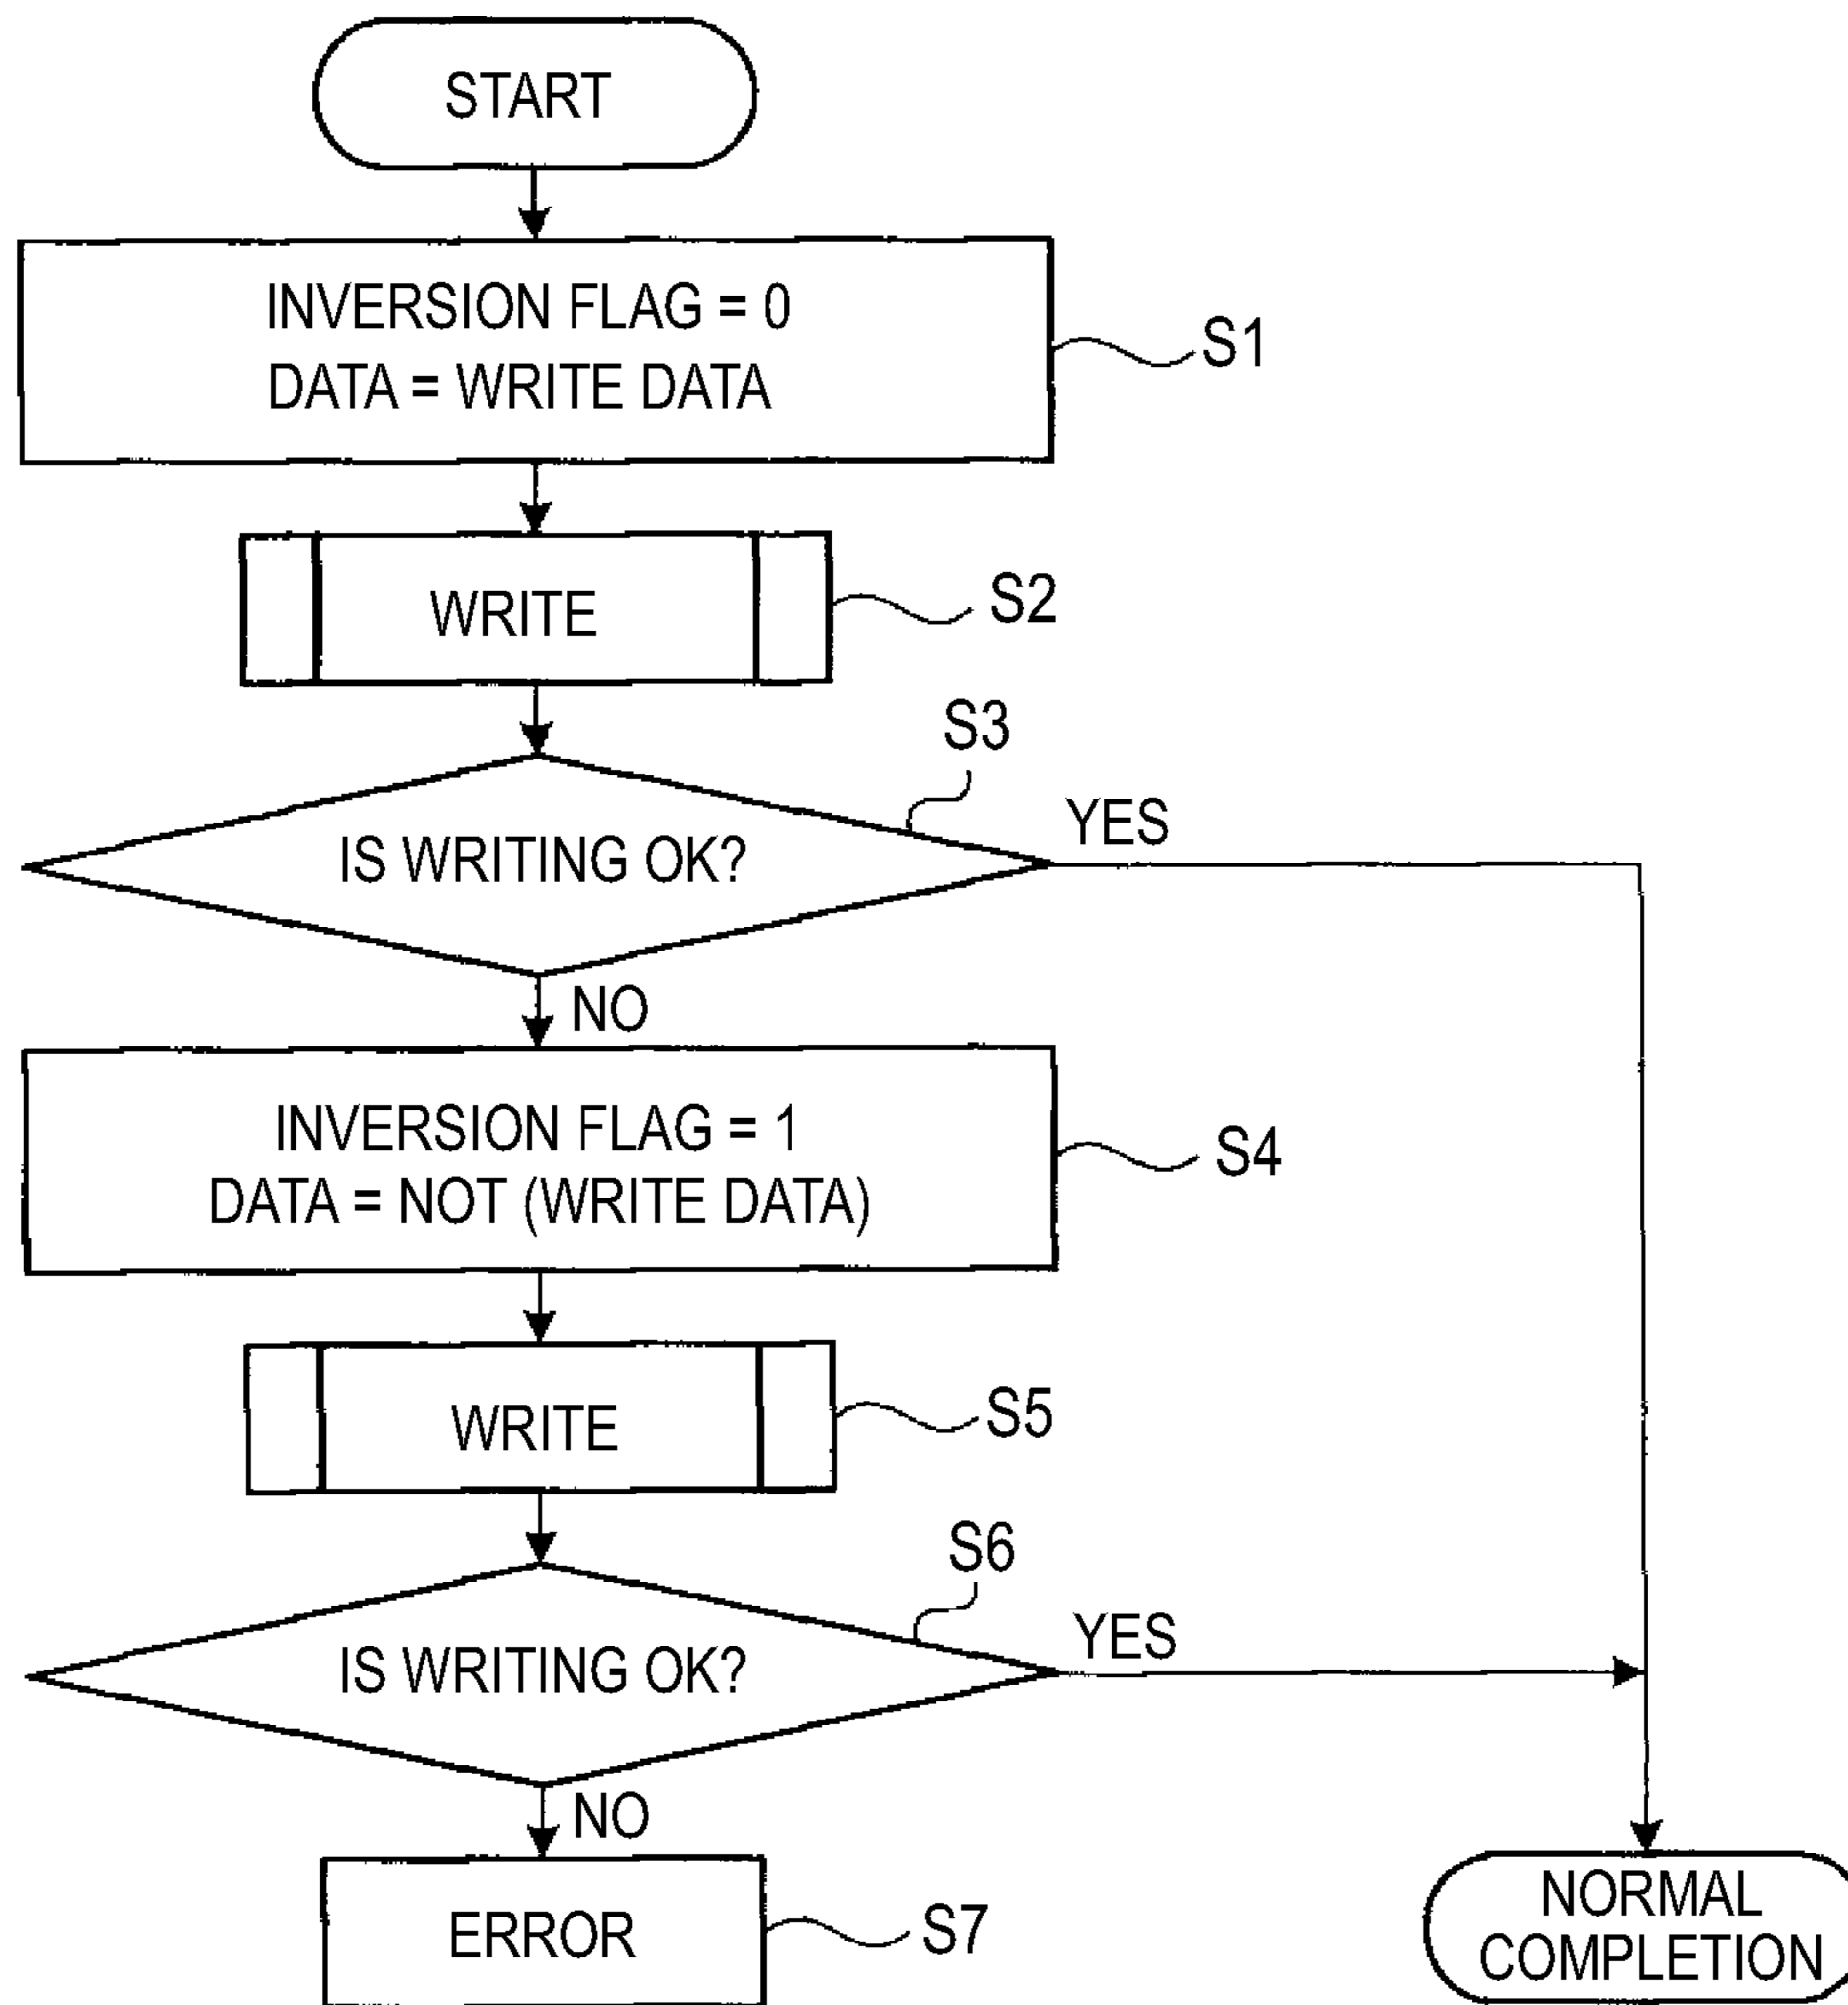 START
INVERSION FLAG = 0
DATA = WRITE DATA
S1
WRITE
S2
S3
IS WRITING OK?
YES
NO
INVERSION FLAG = 1
DATA = NOT (WRITE DATA)
S4
WRITE
S5
S6
IS WRITING OK?
YES
NO
ERROR
S7
NORMAL
COMPLETION